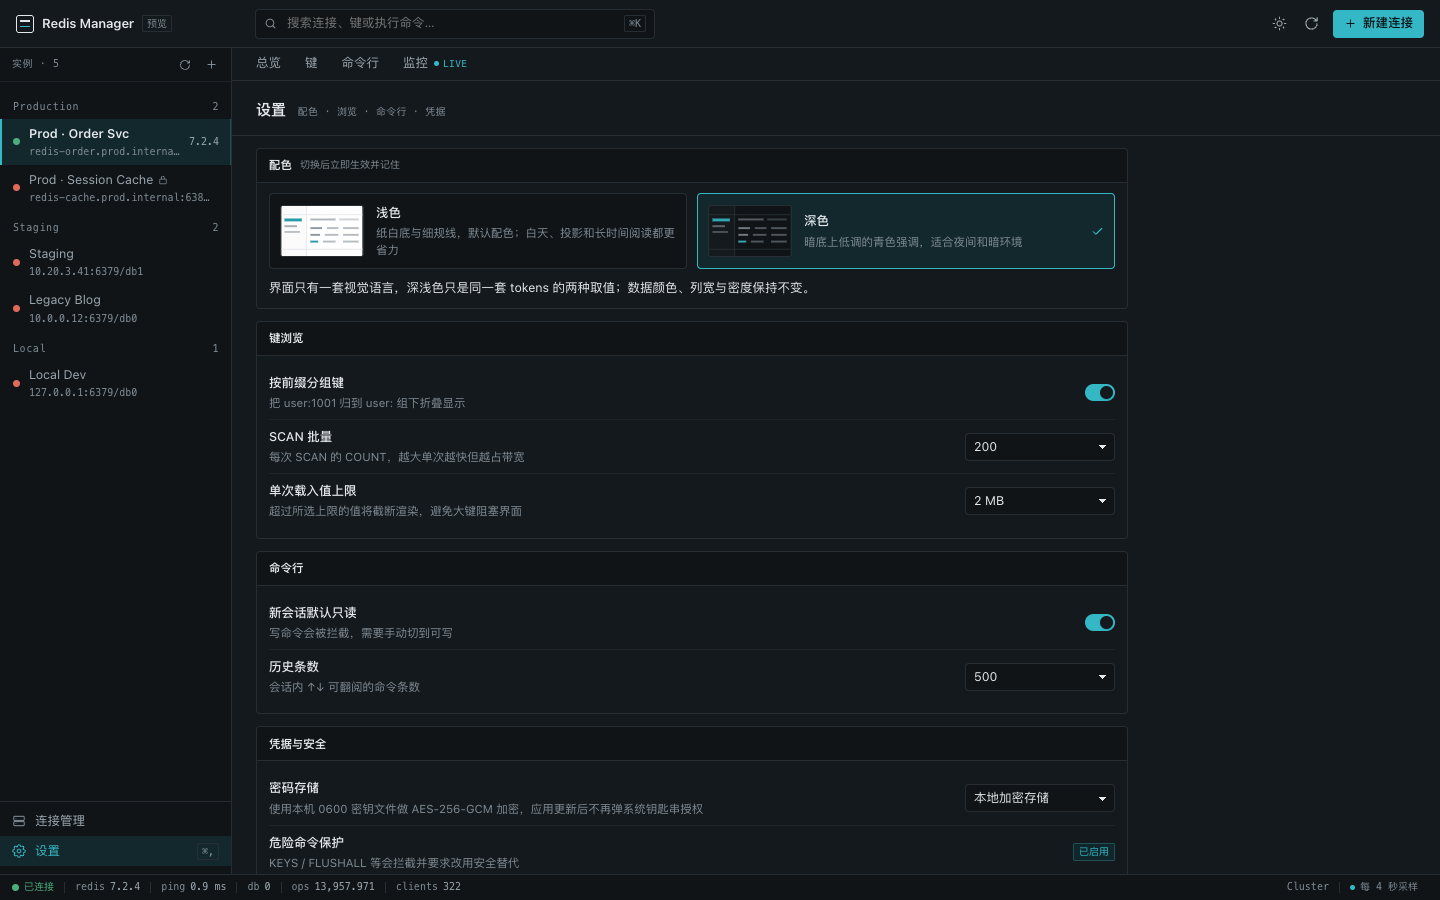 Redis Manager 预览
搜索连接、键或执行命令... ⌘K
新建连接
实例 · 5
总览 键 命令行 监控 LIVE
Production 2
Prod · Order Svc
redis-order.prod.interna…
7.2.4
Prod · Session Cache
redis-cache.prod.internal:638…
Staging 2
Staging
10.20.3.41:6379/db1
Legacy Blog
10.0.0.12:6379/db0
Local 1
Local Dev
127.0.0.1:6379/db0
连接管理
设置 ⌘,
设置 配色 · 浏览 · 命令行 · 凭据
配色 切换后立即生效并记住
浅色
纸白底与细规线，默认配色；白天、投影和长时间阅读都更
省力
深色
暗底上低调的青色强调，适合夜间和暗环境
界面只有一套视觉语言，深浅色只是同一套 tokens 的两种取值；数据颜色、列宽与密度保持不变。
键浏览
按前缀分组键
把 user:1001 归到 user: 组下折叠显示
SCAN 批量
每次 SCAN 的 COUNT，越大单次越快但越占带宽
200
单次载入值上限
超过所选上限的值将截断渲染，避免大键阻塞界面
2 MB
命令行
新会话默认只读
写命令会被拦截，需要手动切到可写
历史条数
会话内 ↑↓ 可翻阅的命令条数
500
凭据与安全
密码存储
使用本机 0600 密钥文件做 AES-256-GCM 加密，应用更新后不再弹系统钥匙串授权
本地加密存储
危险命令保护
KEYS / FLUSHALL 等会拦截并要求改用安全替代
已启用
已连接 redis 7.2.4 ping 0.9 ms db 0 ops 13,957.971 clients 322
Cluster 每 4 秒采样